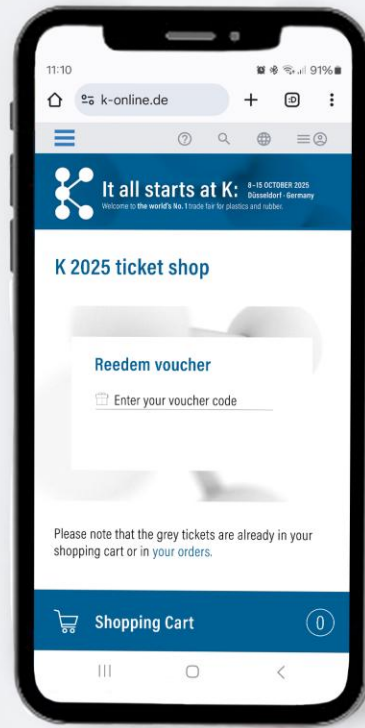 11:10
91%
k-online.de
:D
It all starts at K:
8-15 OCTOBER 2025
Düsseldorf - Germany
Welcome to the world's No. 1 trade fair for plastics and rubber.
K 2025 ticket shop
Reedem voucher
Enter your voucher code
Please note that the grey tickets are already in your
shopping cart or in your orders.
Shopping Cart
0